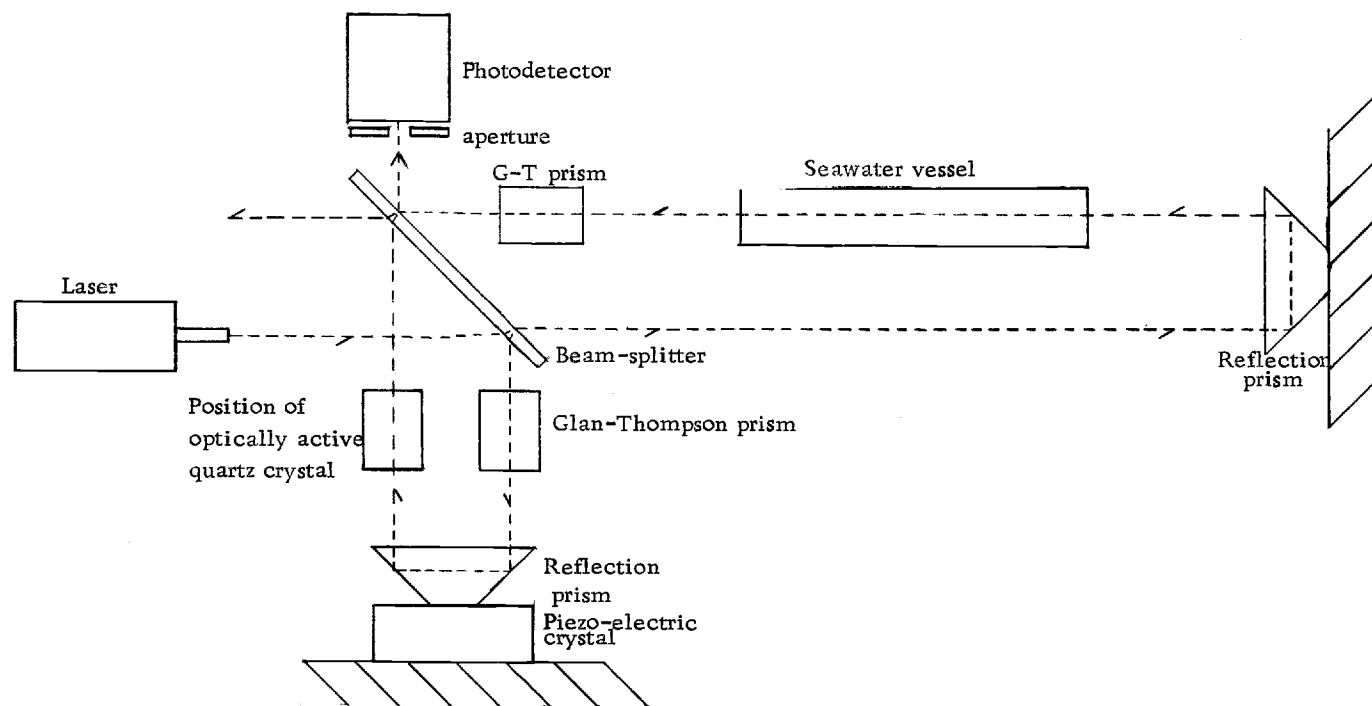 Photodetector
aperture
G-T prism
Seawater vessel
Laser
Beam-splitter
Reflection
prism
Position of
optically active
quartz crystal
Glan-Thompson prism
Reflection
prism
Piezo-electric
crystal